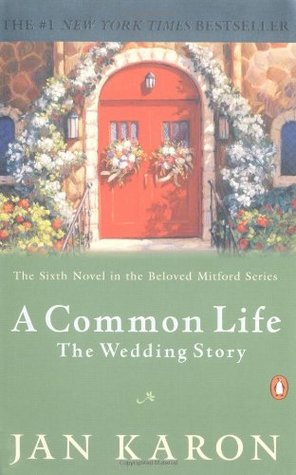 THE #1 NEW YORK TIMES BESTSELLER
The Sixth Novel in the Beloved Mitford Series
A Common Life
The Wedding Story
JAN KARON